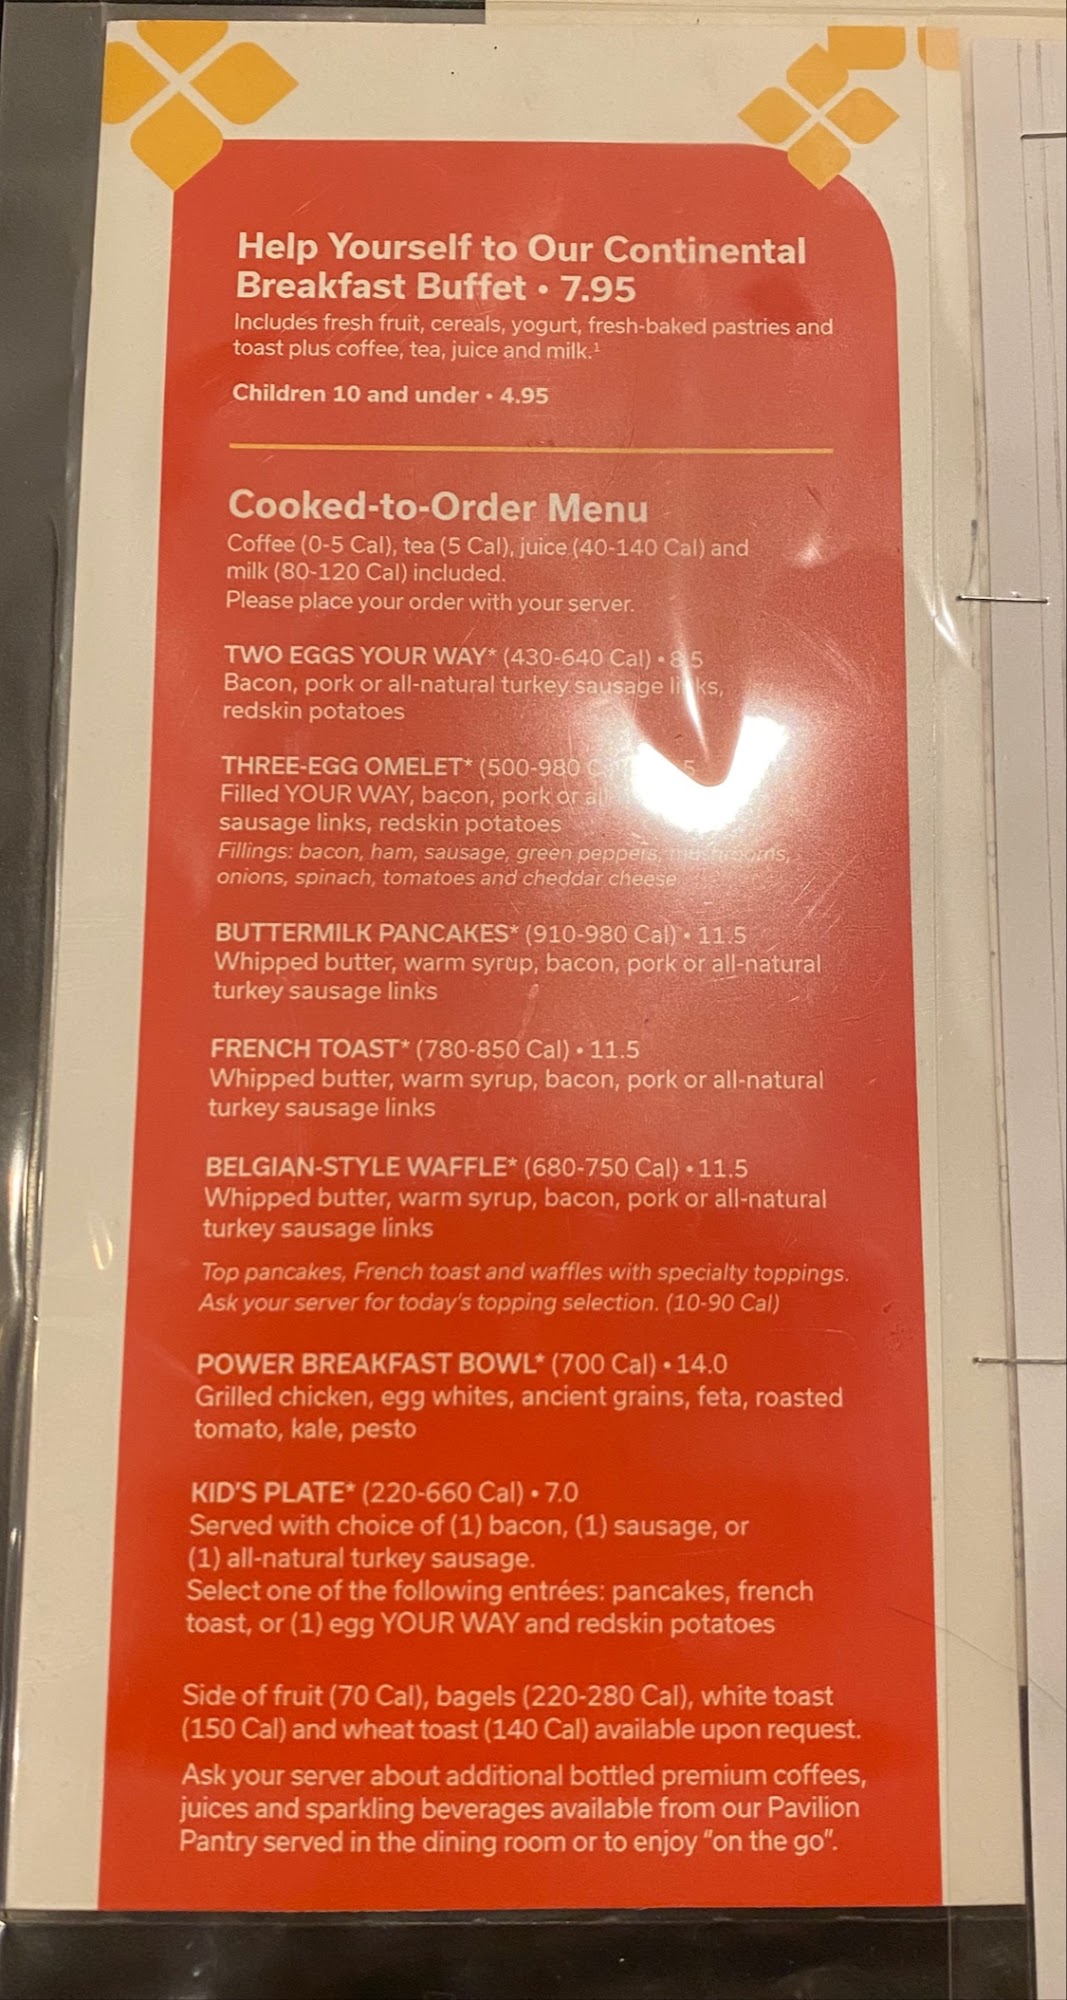 Help Yourself to Our Continental
Breakfast Buffet • 7.95
Includes fresh fruit, cereals, yogurt, fresh-baked pastries and
toast plus coffee, tea, juice and milk.¹
Children 10 and under • 4.95
Cooked-to-Order Menu
Coffee (0-5 Cal), tea (5 Cal), juice (40-140 Cal) and
milk (80-120 Cal) included.
Please place your order with your server.
TWO EGGS YOUR WAY* (430-640 Cal) •
Bacon, pork or all-natural turkey sausage links,
redskin potatoes
THREE-EGG OMELET* (500-980
Filled YOUR WAY, bacon, pork or
sausage links, redskin potatoes
Fillings: bacon, ham, sausage, green peppers, mushrooms,
onions, spinach, tomatoes and cheddar cheese
BUTTERMILK PANCAKES* (910-980 Cal) • 11.5
Whipped butter, warm syrup, bacon, pork or all-natural
turkey sausage links
FRENCH TOAST* (780-850 Cal) • 11.5
Whipped butter, warm syrup, bacon, pork or all-natural
turkey sausage links
BELGIAN-STYLE WAFFLE* (680-750 Cal) • 11.5
Whipped butter, warm syrup, bacon, pork or all-natural
turkey sausage links
Top pancakes, French toast and waffles with specialty toppings.
Ask your server for today's topping selection. (10-90 Cal)
POWER BREAKFAST BOWL* (700 Cal) • 14.0
Grilled chicken, egg whites, ancient grains, feta, roasted
tomato, kale, pesto
KID'S PLATE* (220-660 Cal) • 7.0
Served with choice of (1) bacon, (1) sausage, or
(1) all-natural turkey sausage.
Select one of the following entrées: pancakes, french
toast, or (1) egg YOUR WAY and redskin potatoes
Side of fruit (70 Cal), bagels (220-280 Cal), white toast
(150 Cal) and wheat toast (140 Cal) available upon request.
Ask your server about additional bottled premium coffees,
juices and sparkling beverages available from our Pavilion
Pantry served in the dining room or to enjoy "on the go".